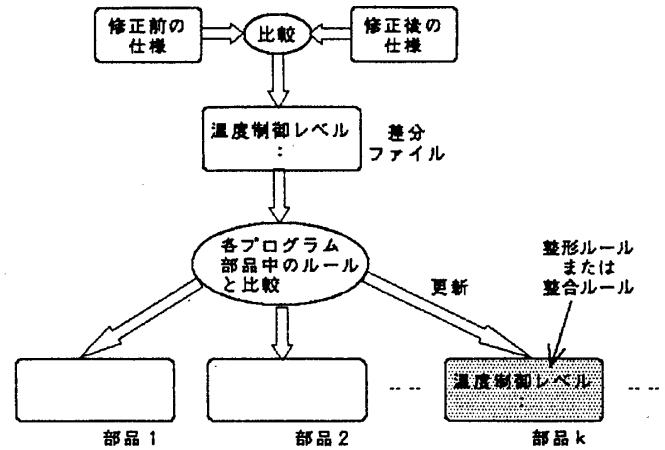 修正前の
仕様
比較
修正後の
仕様
温度制御レベル
:
差分
ファイル
各プログラム
部品中のルール
と比較
更新
整形ルール
または
整合ルール
温度制御レベル
:
部品1
部品2
部品k